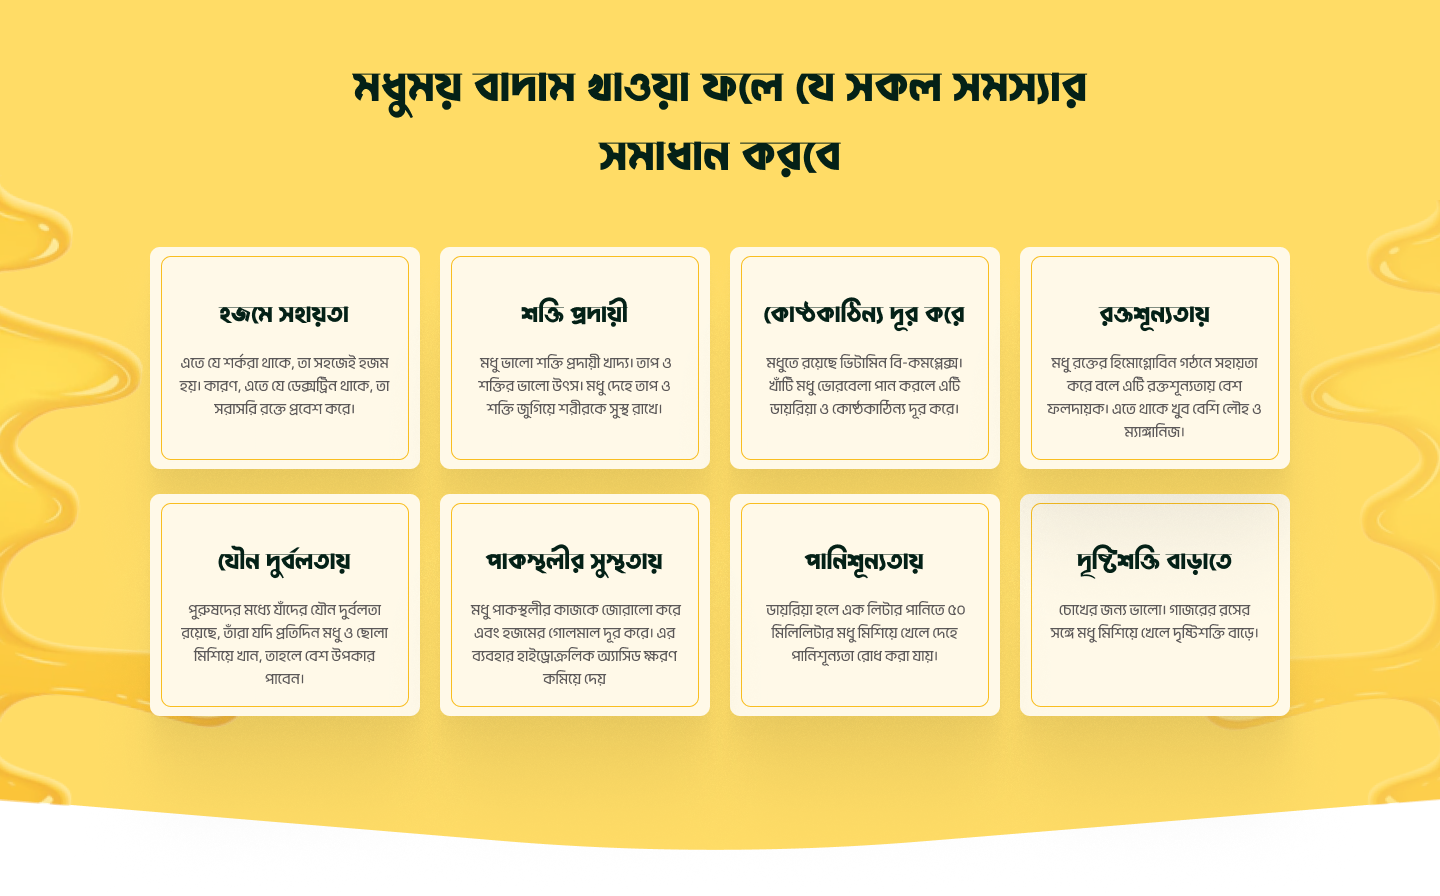 মধুময় বাদাম খাওয়া ফলে যে সকল সমস্যার
সমাধান করবে
হজমে সহায়তা
এতে যে শর্করা থাকে, তা সহজেই হজম
হয়। কারণ, এতে যে ডেক্সট্রিন থাকে, তা
সরাসরি রক্তে প্রবেশ করে।
শক্তি প্রদায়ী
মধু ভালো শক্তি প্রদায়ী খাদ্য। তাপ ও
শক্তির ভালো উৎস। মধু দেহে তাপ ও
শক্তি জুগিয়ে শরীরকে সুস্থ রাখে।
কোষ্ঠকাঠিন্য দূর করে
মধুতে রয়েছে ভিটামিন বি-কমপ্লেক্স।
খাঁটি মধু ভোরবেলা পান করলে এটি
ডায়রিয়া ও কোষ্ঠকাঠিন্য দূর করে।
রক্তশূন্যতায়
মধু রক্তের হিমোগ্লোবিন গঠনে সহায়তা
করে বলে এটি রক্তশূন্যতায় বেশ
ফলদায়ক। এতে থাকে খুব বেশি লৌহ ও
ম্যাঙ্গানিজ।
যৌন দুর্বলতায়
পুরুষদের মধ্যে যাঁদের যৌন দুর্বলতা
রয়েছে, তাঁরা যদি প্রতিদিন মধু ও ছোলা
মিশিয়ে খান, তাহলে বেশ উপকার
পাবেন।
পাকস্থলীর সুস্থতায়
মধু পাকস্থলীর কাজকে জোরালো করে
এবং হজমের গোলমাল দূর করে। এর
ব্যবহার হাইড্রোক্রলিক অ্যাসিড ক্ষরণ
কমিয়ে দেয়
পানিশূন্যতায়
ডায়রিয়া হলে এক লিটার পানিতে ৫০
মিলিলিটার মধু মিশিয়ে খেলে দেহে
পানিশূন্যতা রোধ করা যায়।
দৃষ্টিশক্তি বাড়াতে
চোখের জন্য ভালো। গাজরের রসের
সঙ্গে মধু মিশিয়ে খেলে দৃষ্টিশক্তি বাড়ে।